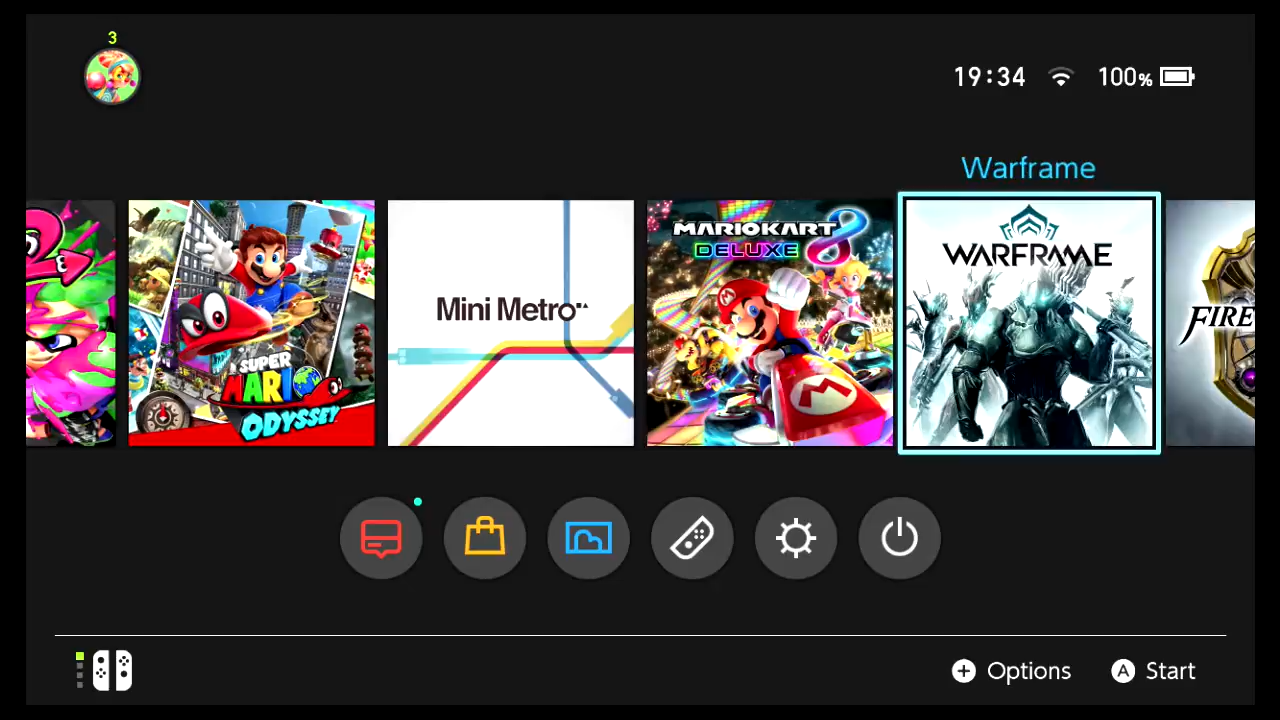 3
19:34
100%
Warframe
SUPER
MARIO
ODYSSEY
Mini Metro
MARIOKART 8
DELUXE
M
M
WARFRAME
FIRE
+ Options
A Start